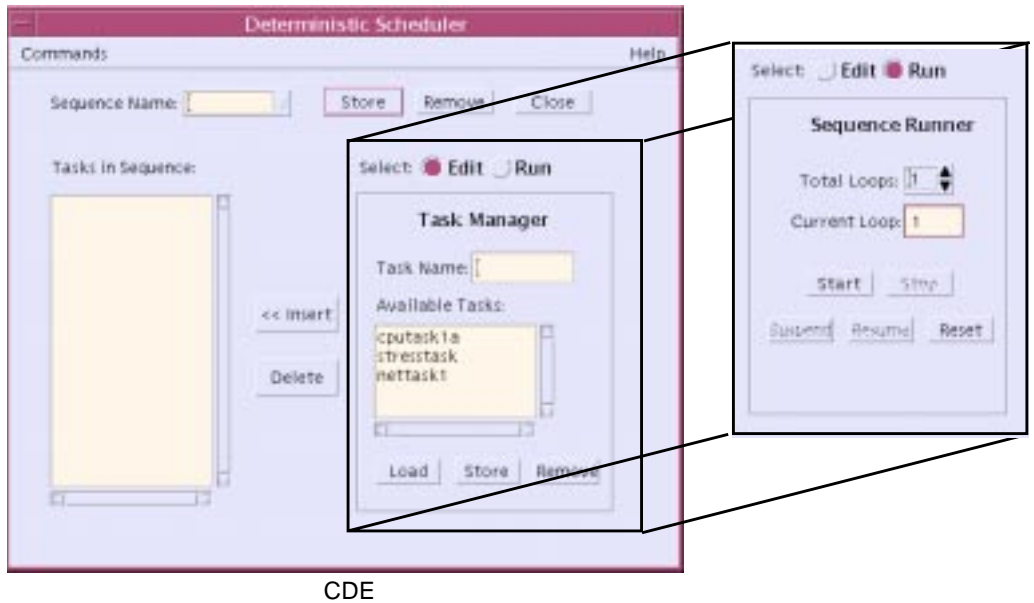 Deterministic Scheduler
Commands Help
Sequence Name: Store Remove Close
Tasks in Sequence:
<< Insert
Delete
Select: Edit Run
Task Manager
Task Name:
Available Tasks:
cputask1a
stresstask
nettask1
Load Store Remove
Select: Edit Run
Sequence Runner
Total Loops: 1
Current Loop: 1
Start Stop
Suspend Resume Reset
CDE